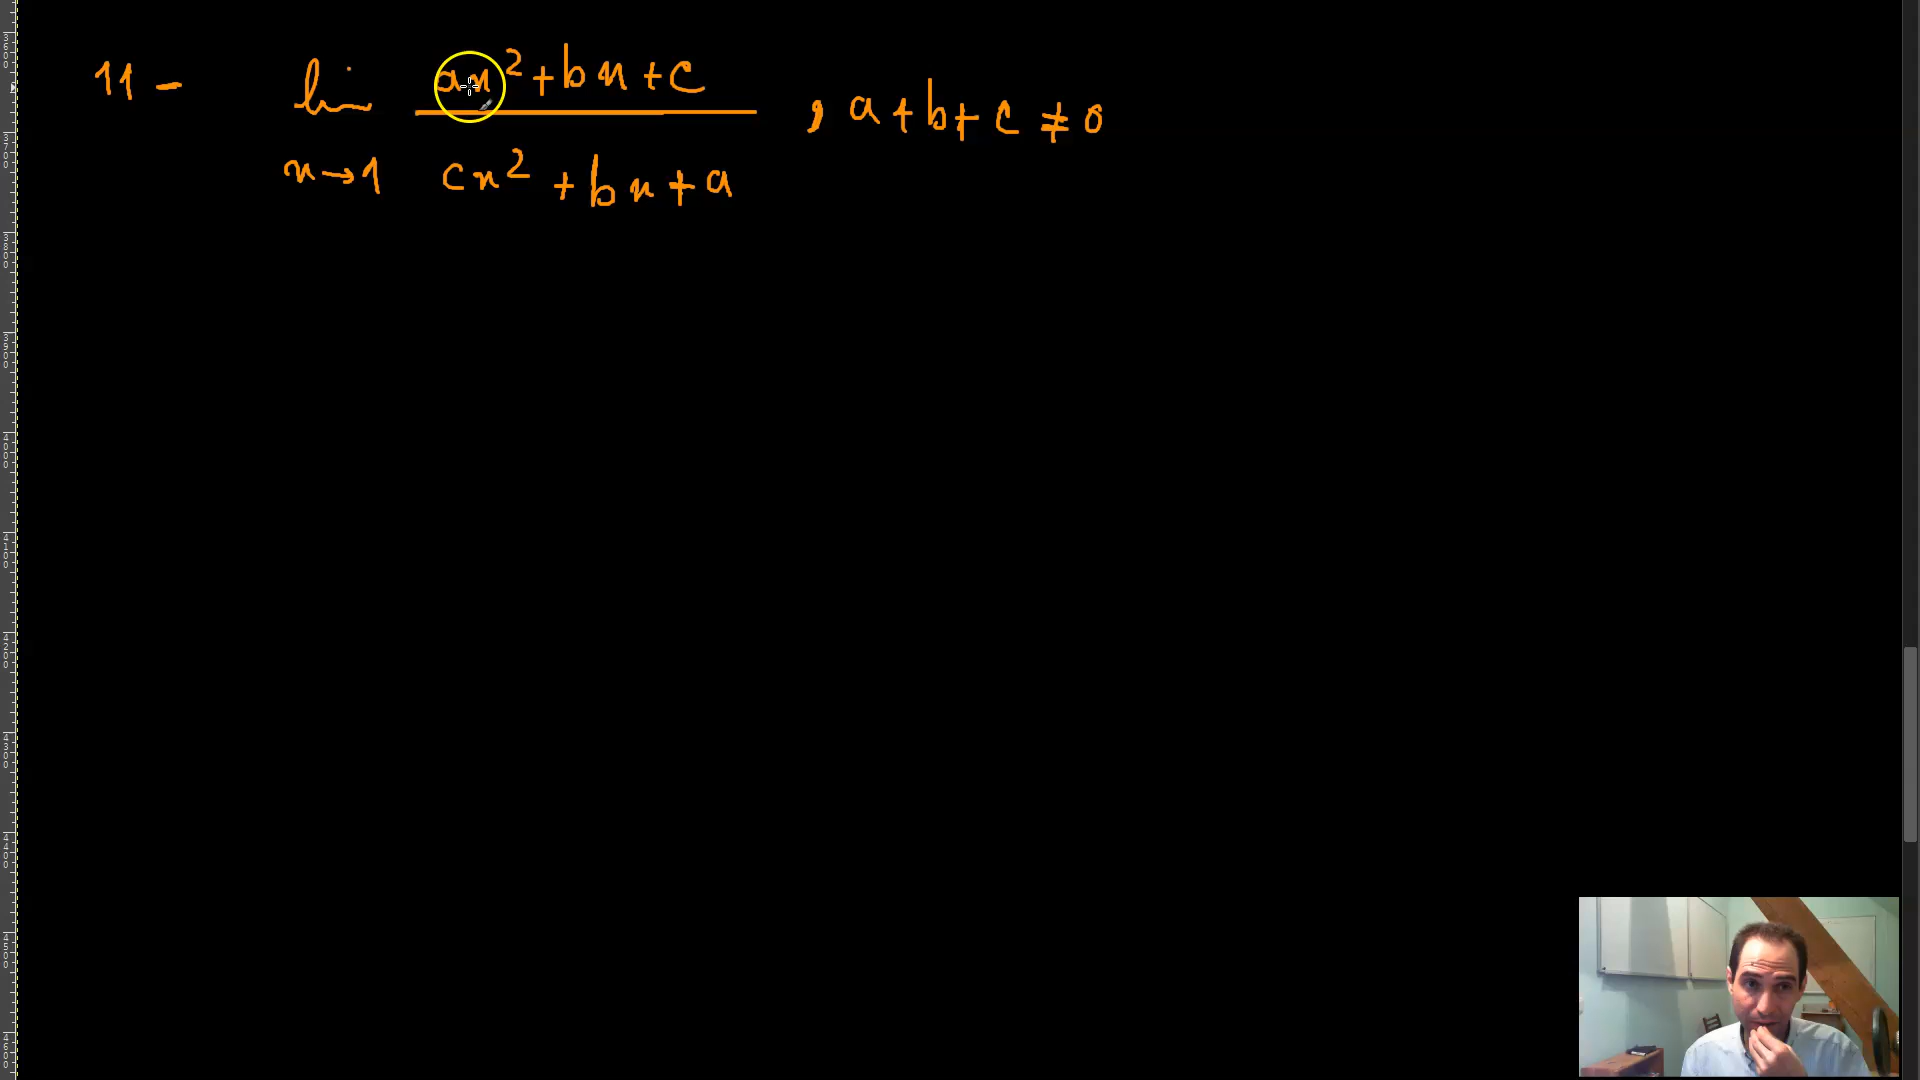 11 - lim ax²+bx+c , a+b+c ≠ 0
x→1 cx²+bx+a